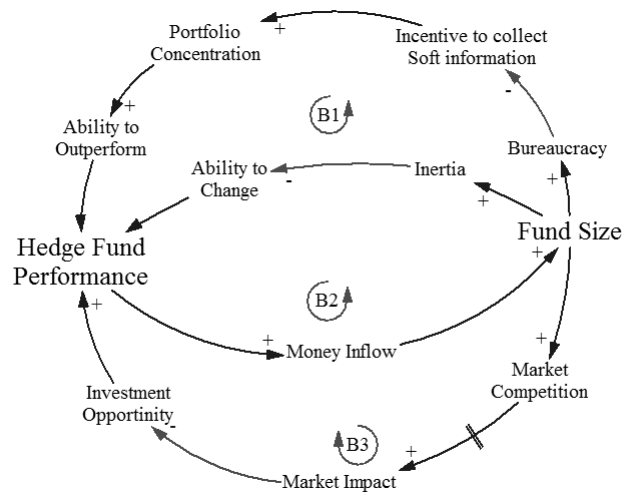 Portfolio
Concentration
+
Incentive to collect
Soft information
-
+
Ability to
Outperform
B1
Bureaucracy
+
Ability to
Change
-
Inertia
+
Hedge Fund
Performance
Fund Size
+
+
B2
+
Money Inflow
+
Market
Competition
Investment
Opportinity
-
B3
+
Market Impact